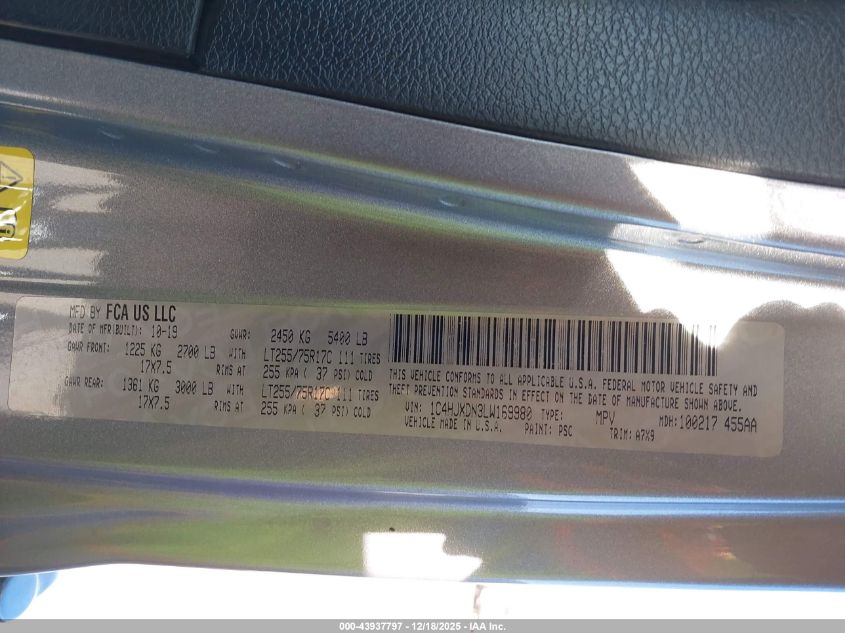 MFD BY FCA US LLC
DATE OF MFR(BUILT): 10-19 GVWR: 2450 KG 5400 LB
GAWR FRONT: 1225 KG 2700 LB WITH LT255/75R17C 111 TIRES
17X7.5 RIMS AT 255 KPA ( 37 PSI) COLD
GAWR REAR: 1361 KG 3000 LB WITH LT255/75R17C 111 TIRES
17X7.5 RIMS AT 255 KPA ( 37 PSI) COLD
THIS VEHICLE CONFORMS TO ALL APPLICABLE U.S.A. FEDERAL MOTOR VEHICLE SAFETY AND
THEFT PREVENTION STANDARDS IN EFFECT ON THE DATE OF MANUFACTURE SHOWN ABOVE.
VIN: 1C4HJXDN3LW169980 TYPE: MPV MDH:100217 455AA
VEHICLE MADE IN U.S.A. PAINT: PSC TRIM: A7X9
000-43937797 - 12/18/2025 - IAA Inc.